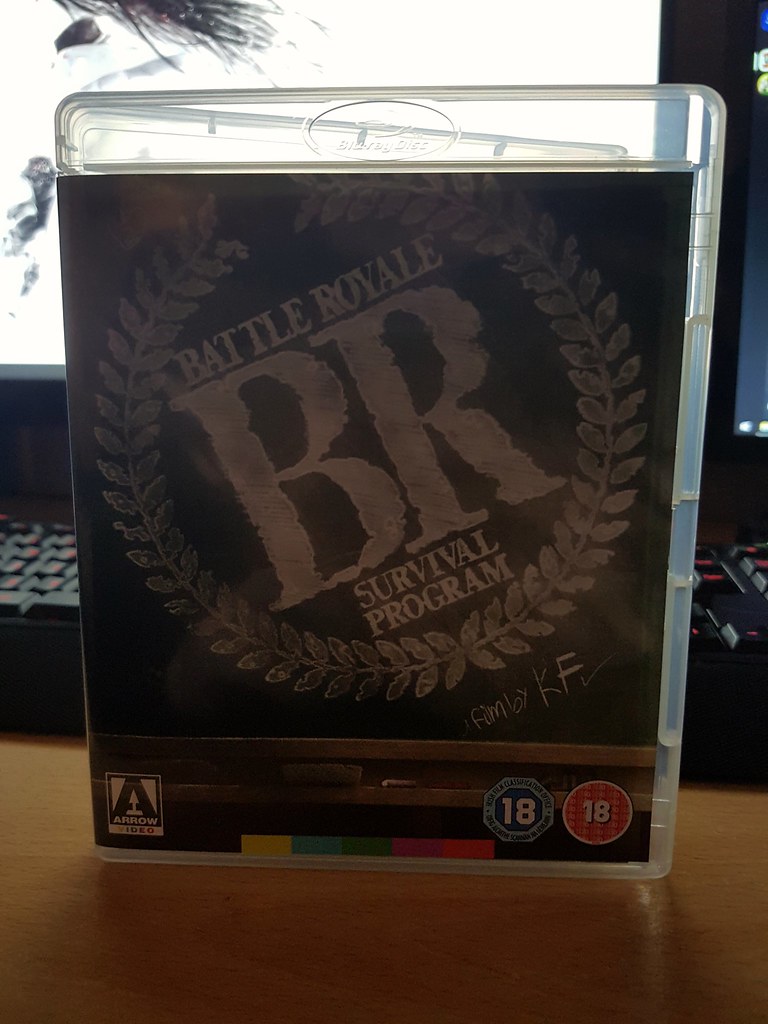 Blu-ray Disc
BATTLE ROYALE
BR
SURVIVAL
PROGRAM
a film by KF
ARROW
VIDEO
18
18